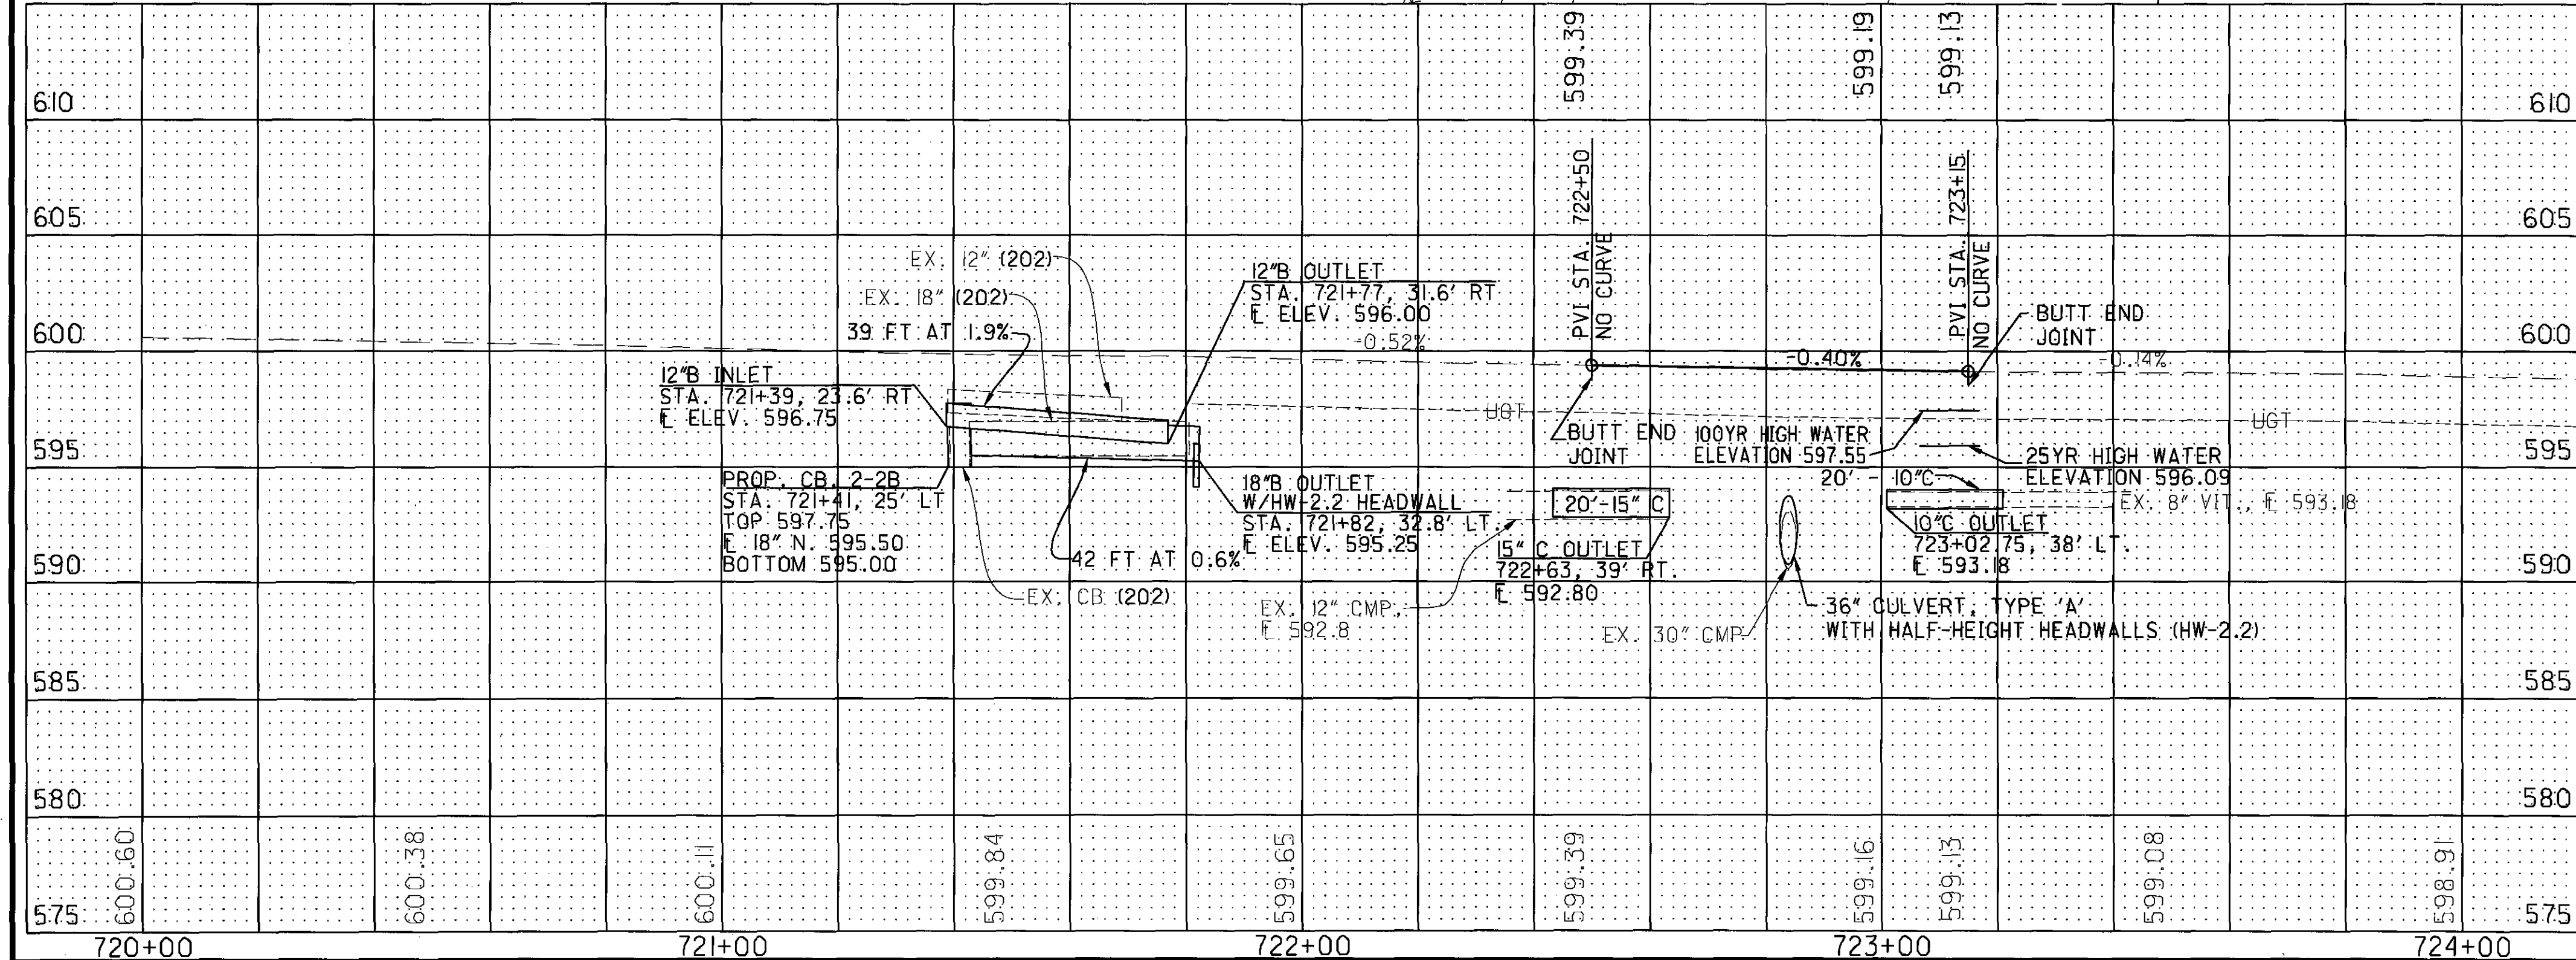 599.39
599.19
599.13
610
610
605
605
600
600
595
595
590
590
585
585
580
580
575
575
PVI STA. 722+50
NO CURVE
PVI STA. 723+15
NO CURVE
EX. 12" (202)
EX. 18" (202)
39 FT AT 1.9%
12"B INLET
STA. 721+39, 23.6' RT
℄ ELEV. 596.75
12"B OUTLET
STA. 721+77, 31.6' RT
℄ ELEV. 596.00
-0.52%
-0.40%
BUTT END
JOINT
-0.14%
UGT
UGT
PROP. CB. 2-2B
STA. 721+41, 25' LT
TOP 597.75
℄ 18" N. 595.50
BOTTOM 595.00
EX. CB (202)
42 FT AT 0.6%
18"B OUTLET
W/HW-2.2 HEADWALL
STA. 721+82, 32.8' LT.
℄ ELEV. 595.25
BUTT END
JOINT
100YR HIGH WATER
ELEVATION 597.55
25YR HIGH WATER
ELEVATION 596.09
20' - 10"C
EX. 8" VIT., ℄ 593.18
20'-15" C
15" C OUTLET
722+63, 39' RT.
℄ 592.80
EX. 12" CMP,
℄ 592.8
10"C OUTLET
723+02.75, 38' LT.
℄ 593.18
EX. 30" CMP
36" CULVERT, TYPE 'A'
WITH HALF-HEIGHT HEADWALLS (HW-2.2)
600.60
600.38
600.11
599.84
599.65
599.39
599.16
599.13
599.08
598.91
720+00
721+00
722+00
723+00
724+00